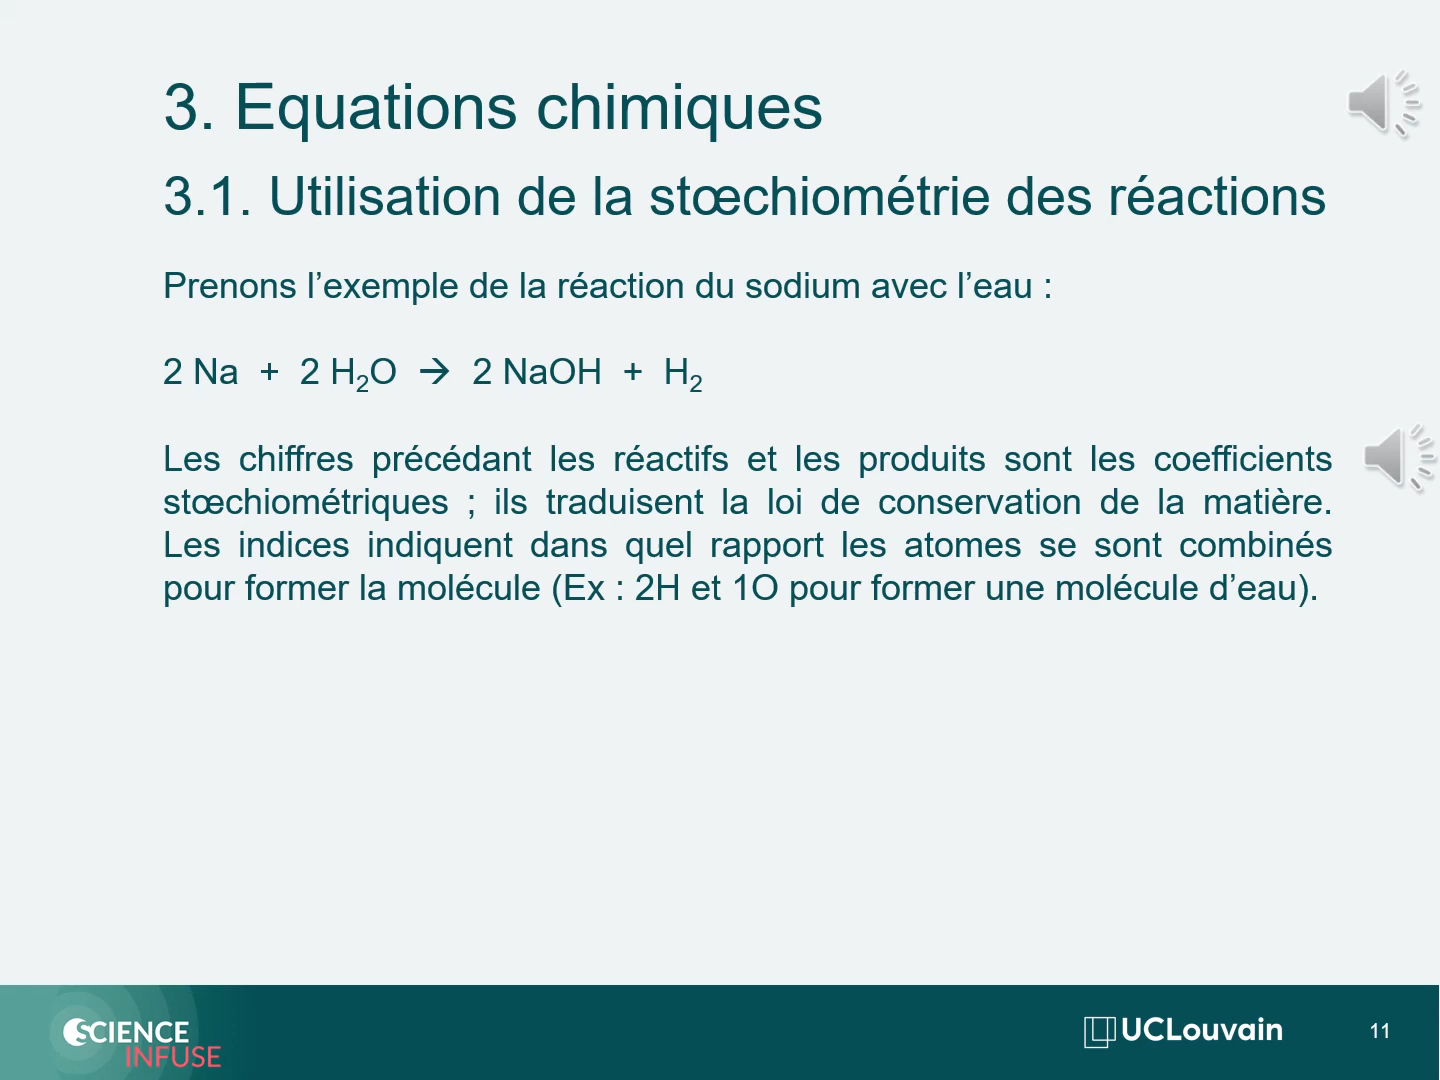 3. Equations chimiques
3.1. Utilisation de la stœchiométrie des réactions
Prenons l’exemple de la réaction du sodium avec l’eau :
2 Na + 2 H₂O → 2 NaOH + H₂
Les chiffres précédant les réactifs et les produits sont les coefficients
stœchiométriques ; ils traduisent la loi de conservation de la matière.
Les indices indiquent dans quel rapport les atomes se sont combinés
pour former la molécule (Ex : 2H et 1O pour former une molécule d’eau).
SCIENCE
INFUSE
UCLouvain
11